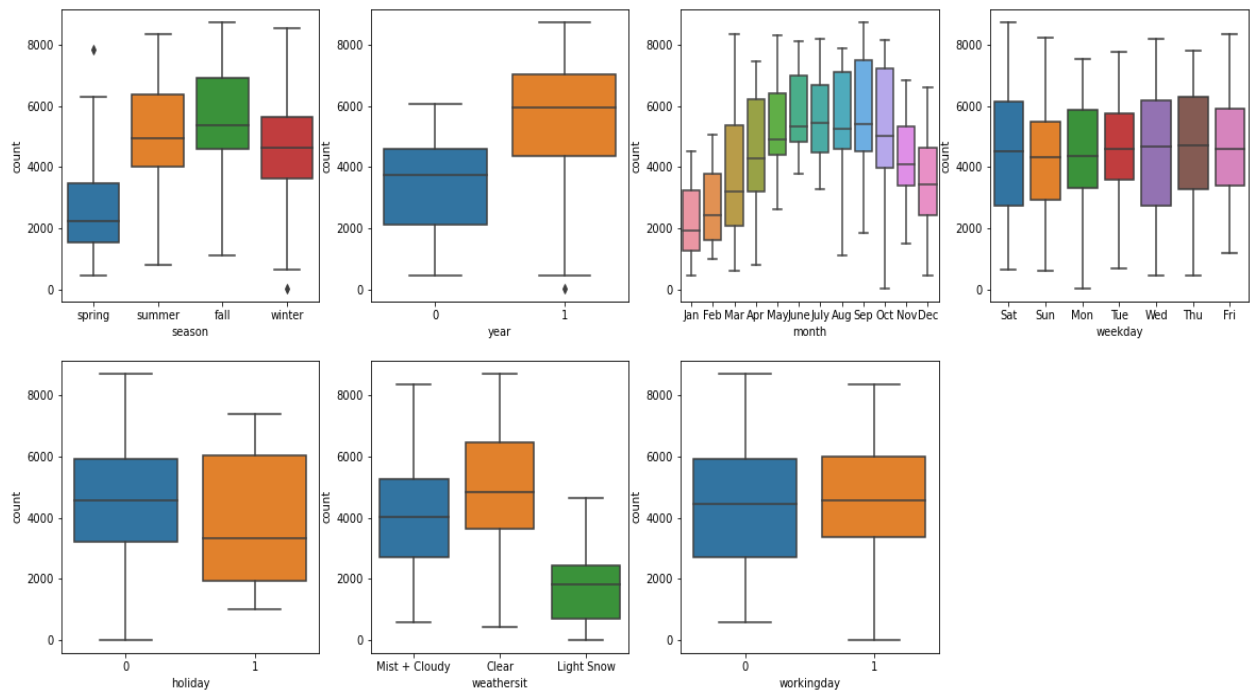 8000
6000
4000
2000
0
count
spring summer fall winter
season
8000
6000
4000
2000
0
count
0 1
year
8000
6000
4000
2000
0
count
Jan Feb Mar Apr May June July Aug Sep Oct Nov Dec
month
8000
6000
4000
2000
0
count
Sat Sun Mon Tue Wed Thu Fri
weekday
8000
6000
4000
2000
0
count
0 1
holiday
8000
6000
4000
2000
0
count
Mist + Cloudy Clear Light Snow
weathersit
8000
6000
4000
2000
0
count
0 1
workingday